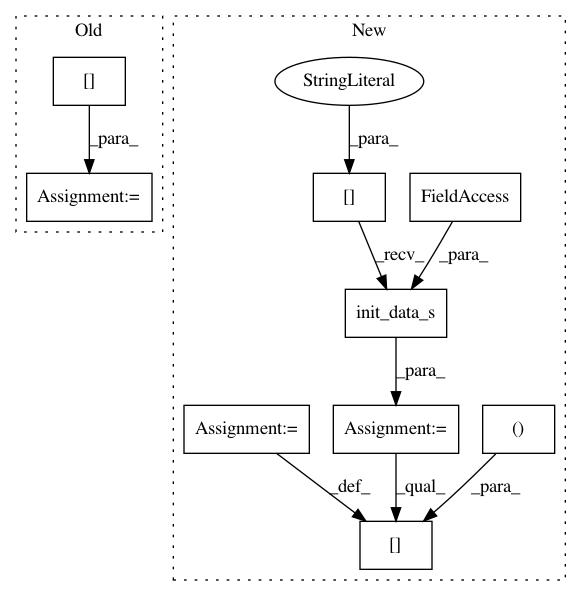 Old
New
[]
StringLiteral
_para_
_para_
Assignment:=
[]
FieldAccess
_recv_
_para_
init_data_s
_para_
Assignment:=
Assignment:=
()
_def_
_qual_
_para_
[]